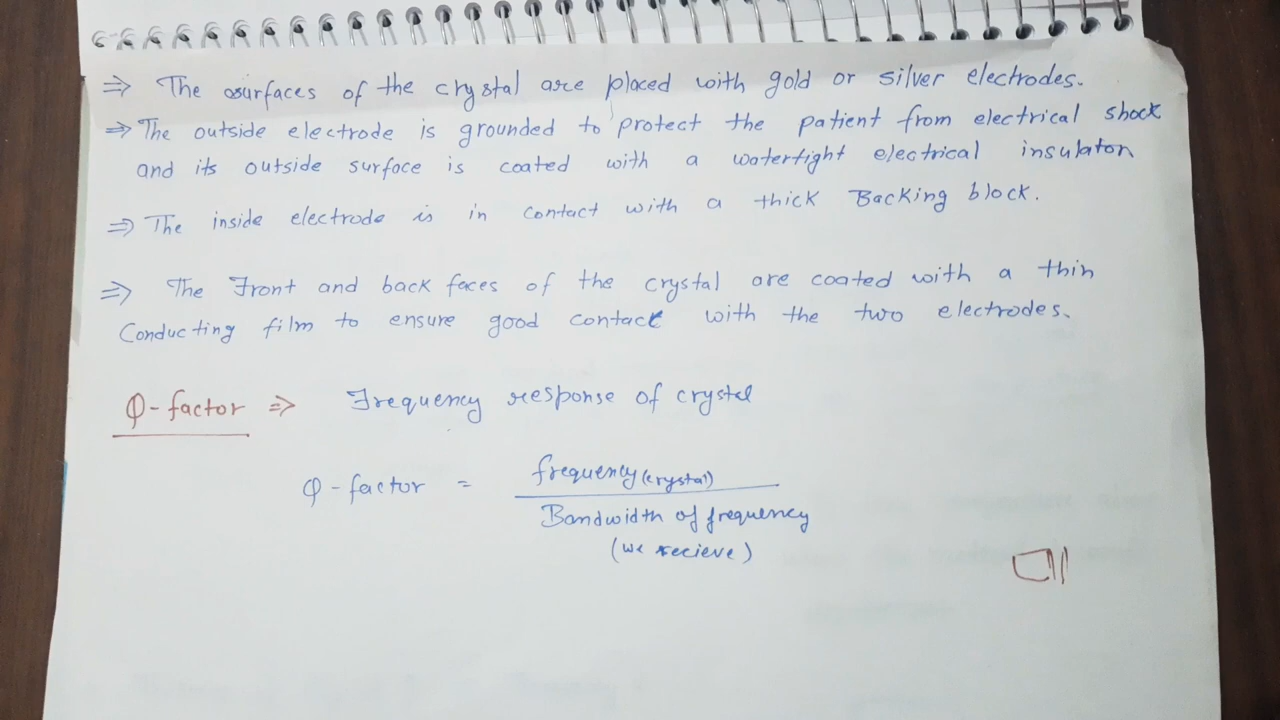 ⇒ The surfaces of the crystal are placed with gold or silver electrodes.
⇒ The outside electrode is grounded to protect the patient from electrical shock
and its outside surface is coated with a watertight electrical insulator
⇒ The inside electrode is in contact with a thick Backing block.
⇒ The Front and back faces of the crystal are coated with a thin
Conducting film to ensure good contact with the two electrodes.
Q-factor ⇒ Frequency response of crystal
Q-factor = frequency (crystal)
Bandwidth of frequency
(we recieve)